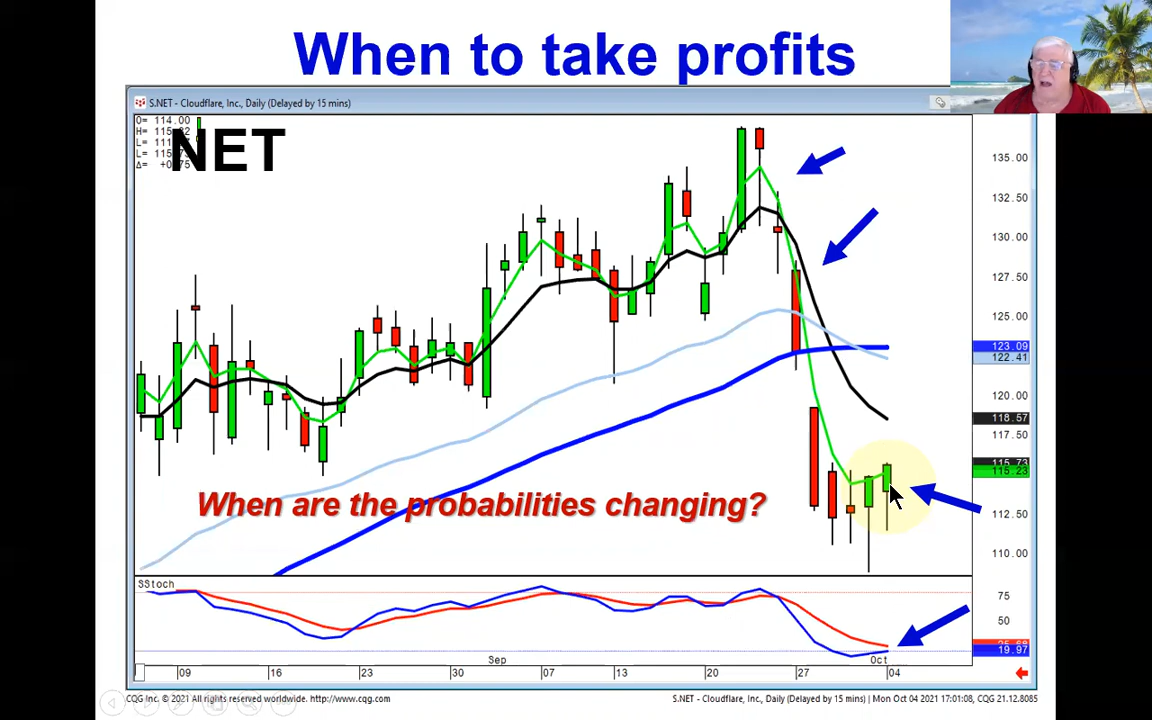 When to take profits
S.NET - Cloudflare, Inc., Daily (Delayed by 15 mins)
O= 114.00
H=
L=
L=
Δ=
NET
135.00
132.50
130.00
127.50
125.00
123.09
122.41
120.00
118.57
117.50
115.73
115.23
112.50
110.00
When are the probabilities changing?
SStoch
75
50
19.97
Sep
Oct
09
16
23
30
07
13
20
27
04
CQG Inc. © 2021 All rights reserved worldwide. http://www.cqg.com
S.NET - Cloudflare, Inc., Daily (Delayed by 15 mins) | Mon Oct 04 2021 17:01:08, CQG 21.12.8085